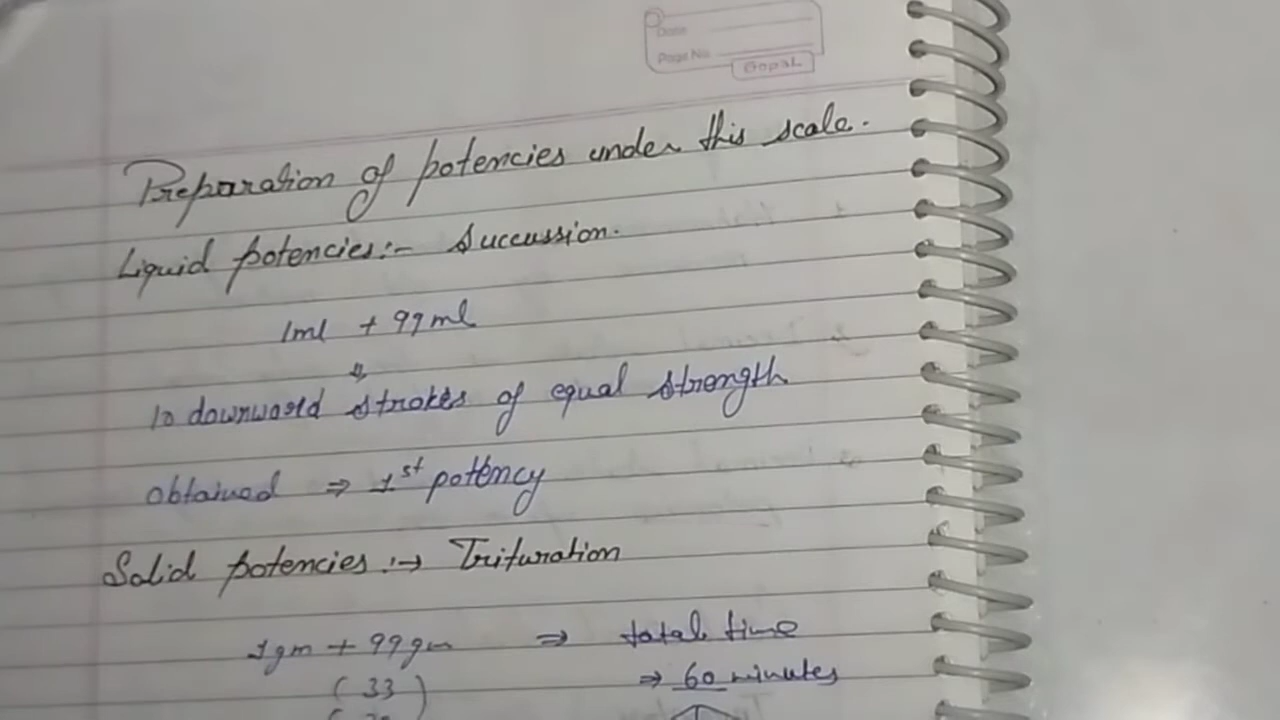 Date
Page No.
Gopal
Preparation of potencies under this scale.
Liquid potencies:- Succussion.
1ml + 99ml
⇓
10 downward strokes of equal strength
obtained ⇒ 1st potency
Solid potencies :→ Trituration
1gm + 99gm ⇒ total time
(33) ⇒ 60 minutes